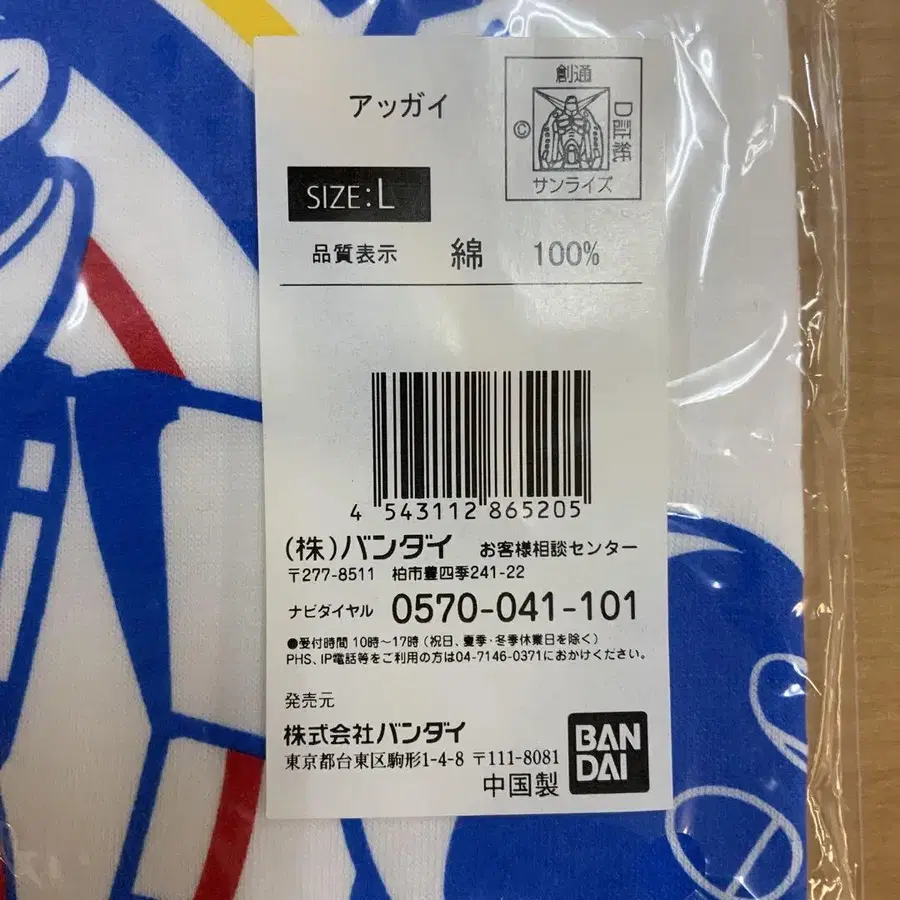 アッガイ
創通
D証紙
©
サンライズ
SIZE:L
品質表示 綿 100%
4 543112 865205
(株)バンダイ お客様相談センター
〒277-8511 柏市豊四季241-22
ナビダイヤル 0570-041-101
●受付時間 10時～17時(祝日、夏季・冬季休業日を除く)
PHS、IP電話等をご利用の方は04-7146-0371におかけください。
発売元
株式会社バンダイ
東京都台東区駒形1-4-8 〒111-8081
中国製
BAN
DAI